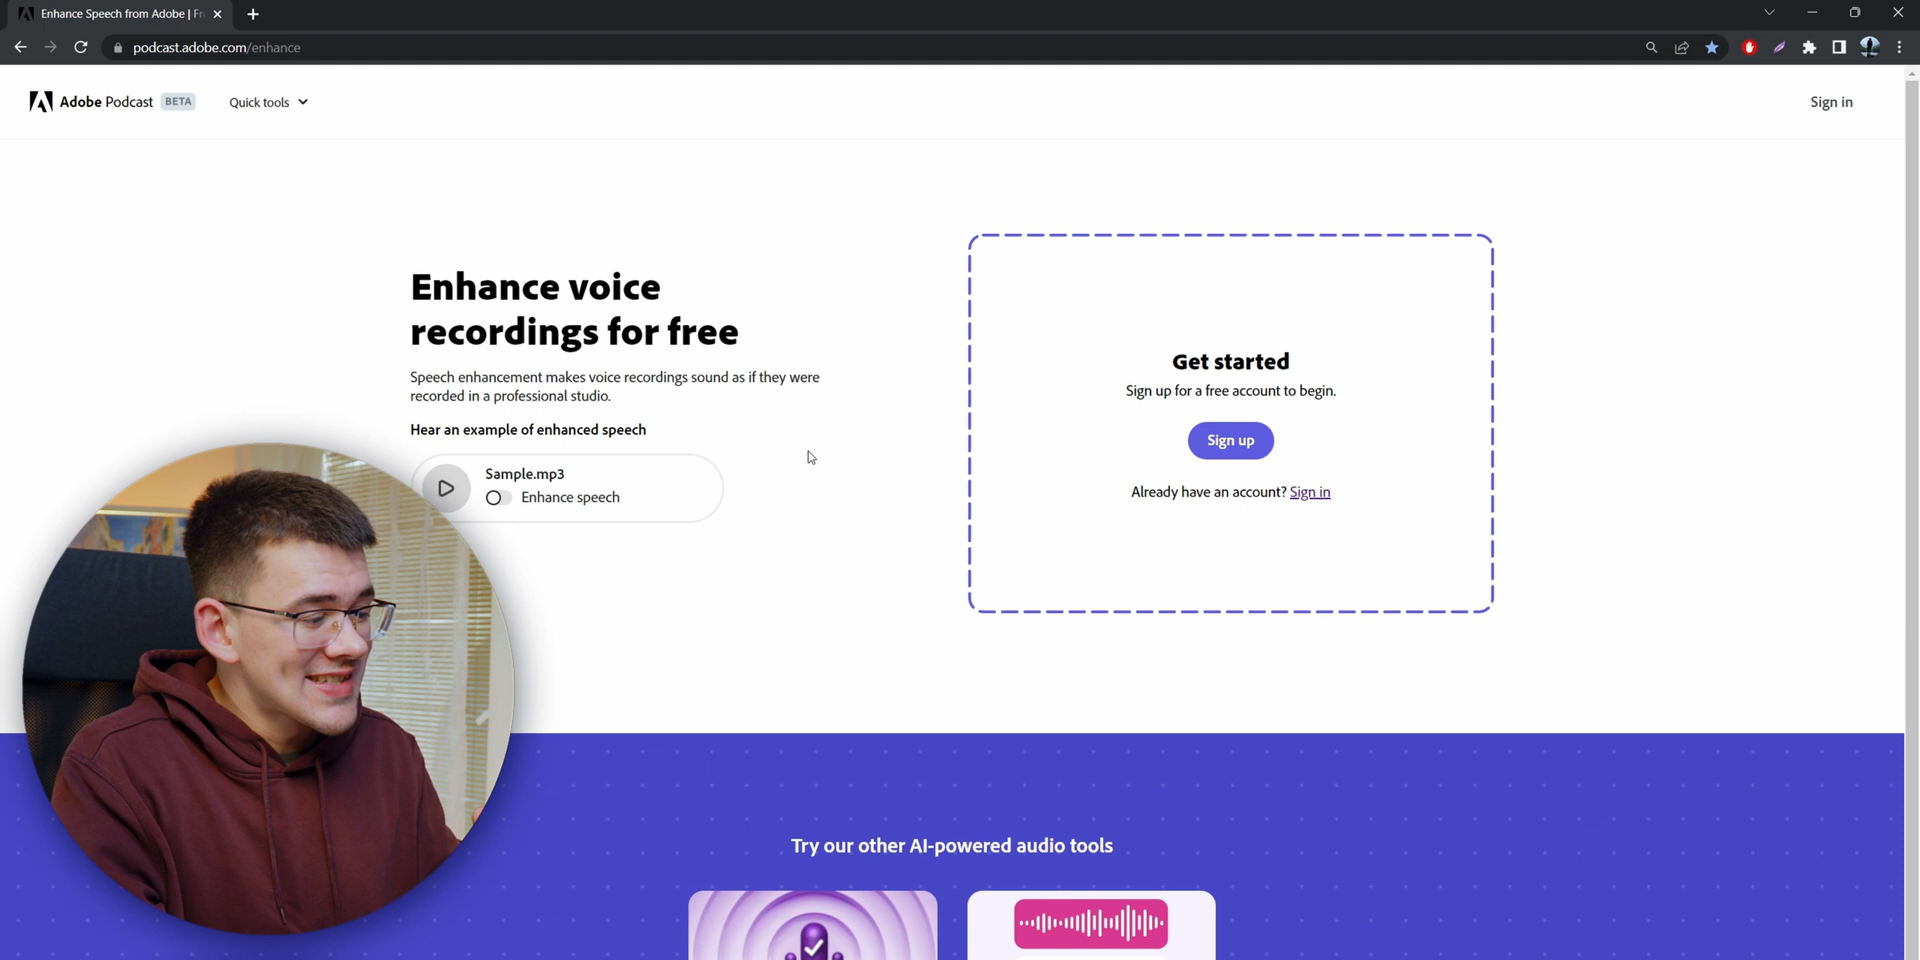 Enhance Speech from Adobe | Fr
podcast.adobe.com/enhance
Adobe Podcast BETA
Quick tools
Sign in
Enhance voice
recordings for free
Speech enhancement makes voice recordings sound as if they were
recorded in a professional studio.
Hear an example of enhanced speech
Sample.mp3
Enhance speech
Get started
Sign up for a free account to begin.
Sign up
Already have an account? Sign in
Try our other AI-powered audio tools